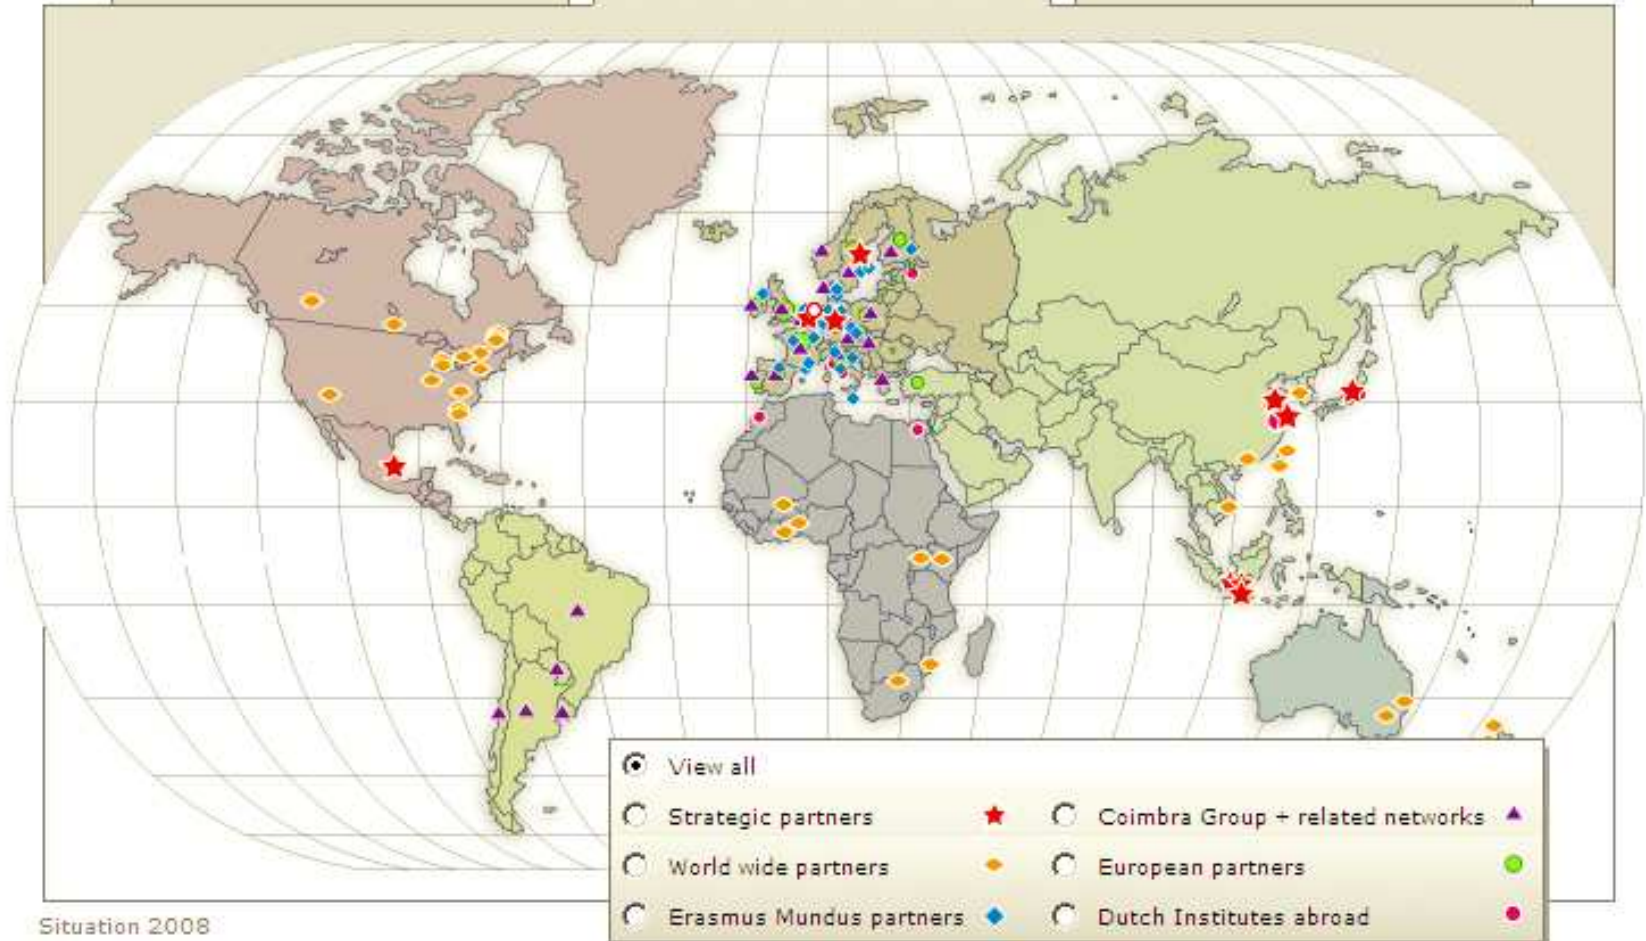 View all
Strategic partners
Coimbra Group + related networks
World wide partners
European partners
Erasmus Mundus partners
Dutch Institutes abroad
Situation 2008